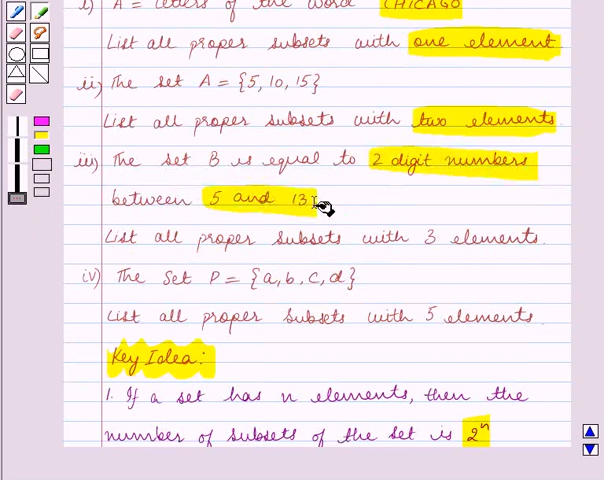 i) A = letters of the word CHICAGO
List all proper subsets with one element
ii) The set A = {5, 10, 15}
List all proper subsets with two elements.
iii) The set B is equal to 2 digit numbers
between 5 and 13
List all proper subsets with 3 elements.
iv) The Set P = {a, b, c, d}
List all proper subsets with 5 elements.
Key Idea:
1. If a set has n elements, then the
number of subsets of the set is 2ⁿ